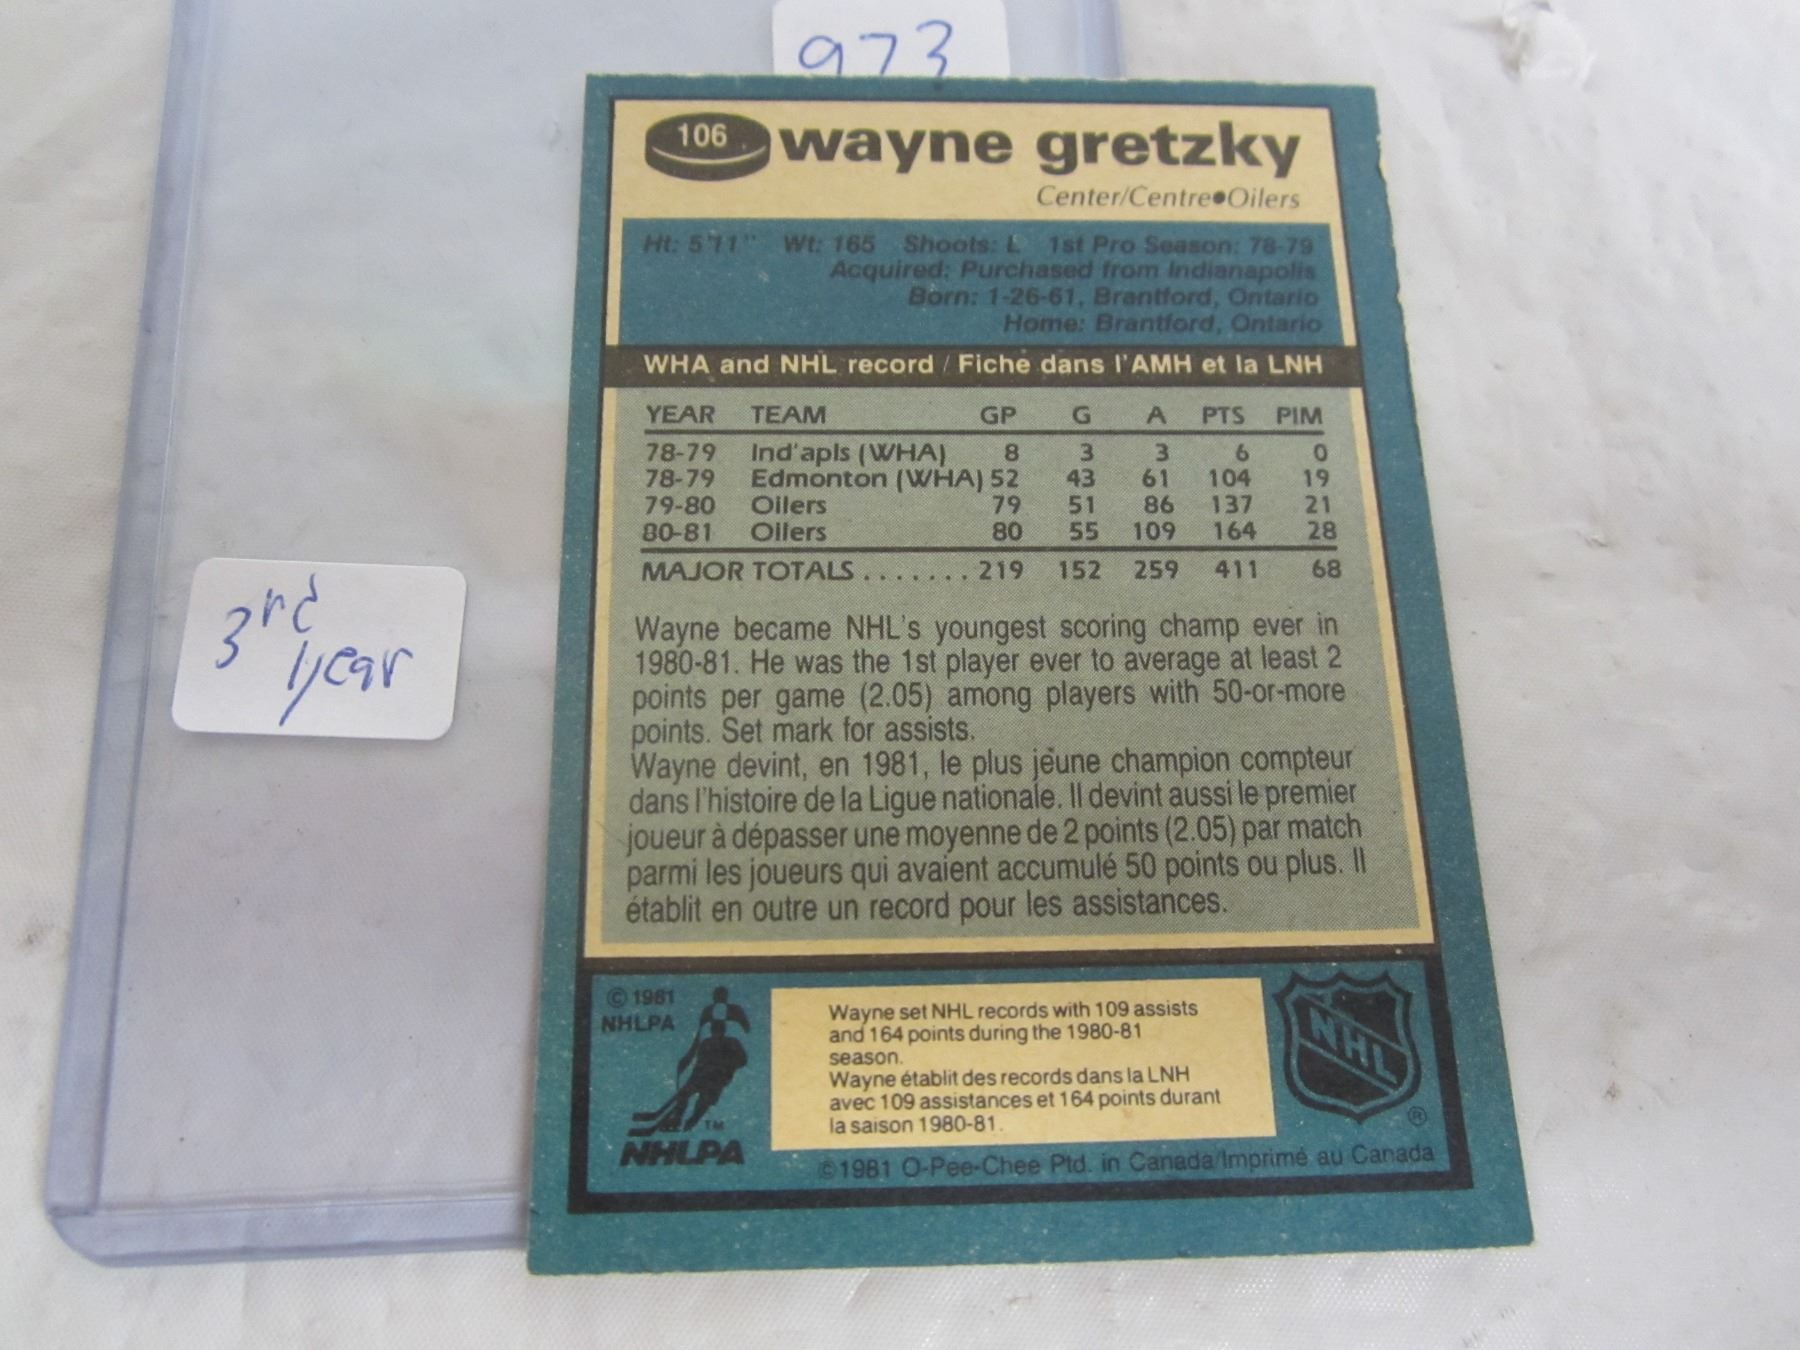 973
106 wayne gretzky
Center/Centre•Oilers
Ht: 5'11" Wt: 165 Shoots: L 1st Pro Season: 78-79
Acquired: Purchased from Indianapolis
Born: 1-26-61, Brantford, Ontario
Home: Brantford, Ontario
WHA and NHL record / Fiche dans l'AMH et la LNH
YEAR TEAM GP G A PTS PIM
78-79 Ind'apls (WHA) 8 3 3 6 0
78-79 Edmonton (WHA) 52 43 61 104 19
79-80 Oilers 79 51 86 137 21
80-81 Oilers 80 55 109 164 28
MAJOR TOTALS ....... 219 152 259 411 68
Wayne became NHL's youngest scoring champ ever in
1980-81. He was the 1st player ever to average at least 2
points per game (2.05) among players with 50-or-more
points. Set mark for assists.
Wayne devint, en 1981, le plus jeune champion compteur
dans l'histoire de la Ligue nationale. Il devint aussi le premier
joueur à dépasser une moyenne de 2 points (2.05) par match
parmi les joueurs qui avaient accumulé 50 points ou plus. Il
établit en outre un record pour les assistances.
© 1981
NHLPA
TM
NHLPA
Wayne set NHL records with 109 assists
and 164 points during the 1980-81
season.
Wayne établit des records dans la LNH
avec 109 assistances et 164 points durant
la saison 1980-81.
NHL
®
© 1981 O-Pee-Chee Ptd. in Canada/Imprimé au Canada
3rd
year